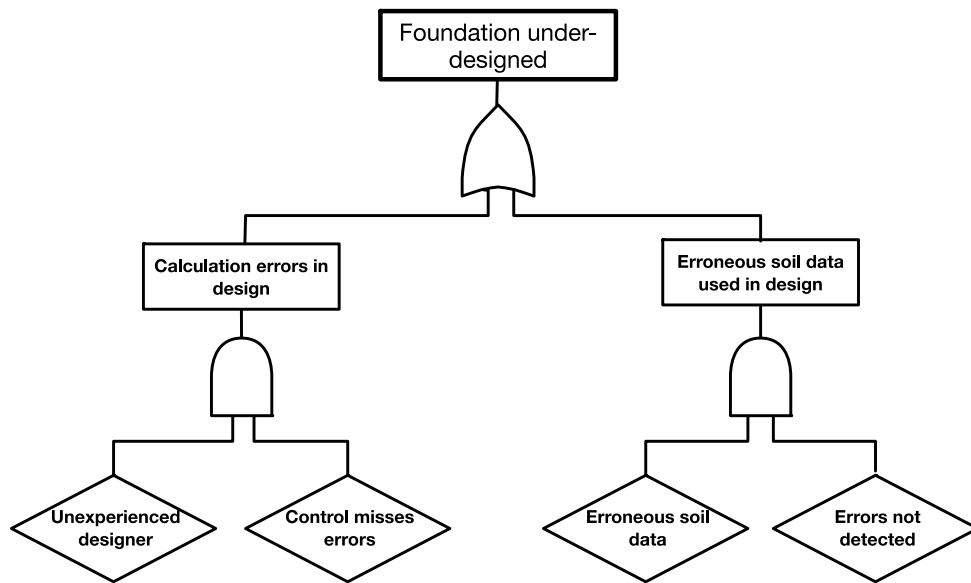 Foundation under-
designed
Calculation errors in
design
Erroneous soil data
used in design
Unexperienced
designer
Control misses
errors
Erroneous soil
data
Errors not
detected